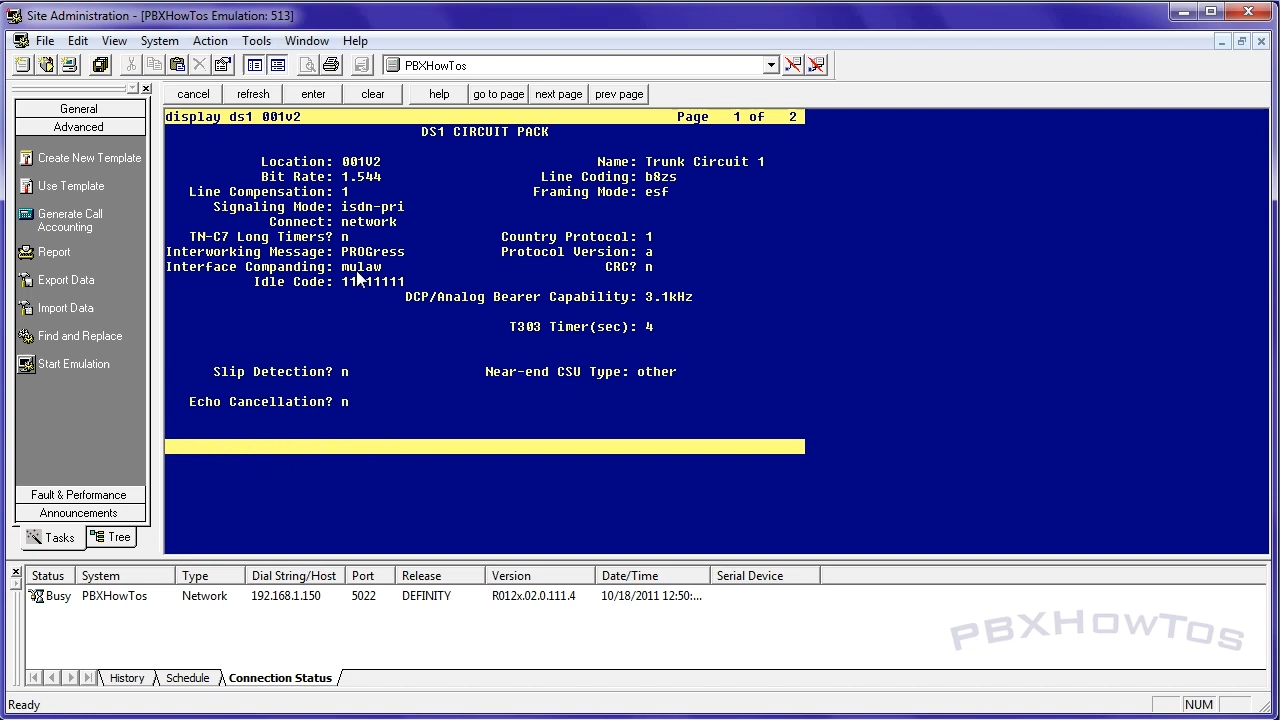 Site Administration - [PBXHowTos Emulation: 513]
File Edit View System Action Tools Window Help
PBXHowTos
cancel refresh enter clear help go to page next page prev page
General
Advanced
Create New Template
Use Template
Generate Call
Accounting
Report
Export Data
Import Data
Find and Replace
Start Emulation
Fault & Performance
Announcements
Tasks Tree
display ds1 001v2 Page 1 of 2
DS1 CIRCUIT PACK
Location: 001V2 Name: Trunk Circuit 1
Bit Rate: 1.544 Line Coding: b8zs
Line Compensation: 1 Framing Mode: esf
Signaling Mode: isdn-pri
Connect: network
TN-C7 Long Timers? n Country Protocol: 1
Interworking Message: PROGress Protocol Version: a
Interface Companding: mulaw CRC? n
Idle Code: 11111111
DCP/Analog Bearer Capability: 3.1kHz
T303 Timer(sec): 4
Slip Detection? n Near-end CSU Type: other
Echo Cancellation? n
Status System Type Dial String/Host Port Release Version Date/Time Serial Device
Busy PBXHowTos Network 192.168.1.150 5022 DEFINITY R012x.02.0.111.4 10/18/2011 12:50:...
PBXHowTos
History Schedule Connection Status
Ready NUM